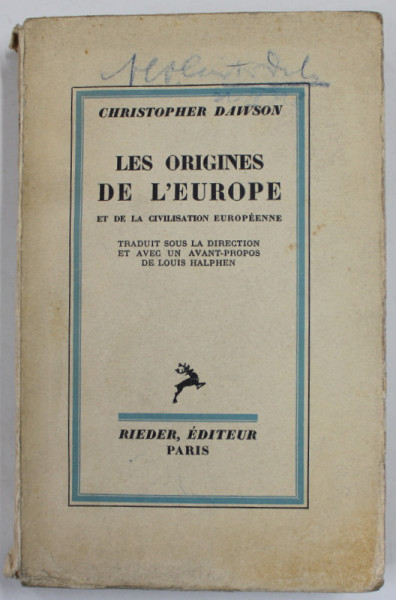 CHRISTOPHER DAWSON
LES ORIGINES
DE L'EUROPE
ET DE LA CIVILISATION EUROPÉENNE
TRADUIT SOUS LA DIRECTION
ET AVEC UN AVANT-PROPOS
DE LOUIS HALPHEN
RIEDER, ÉDITEUR
PARIS